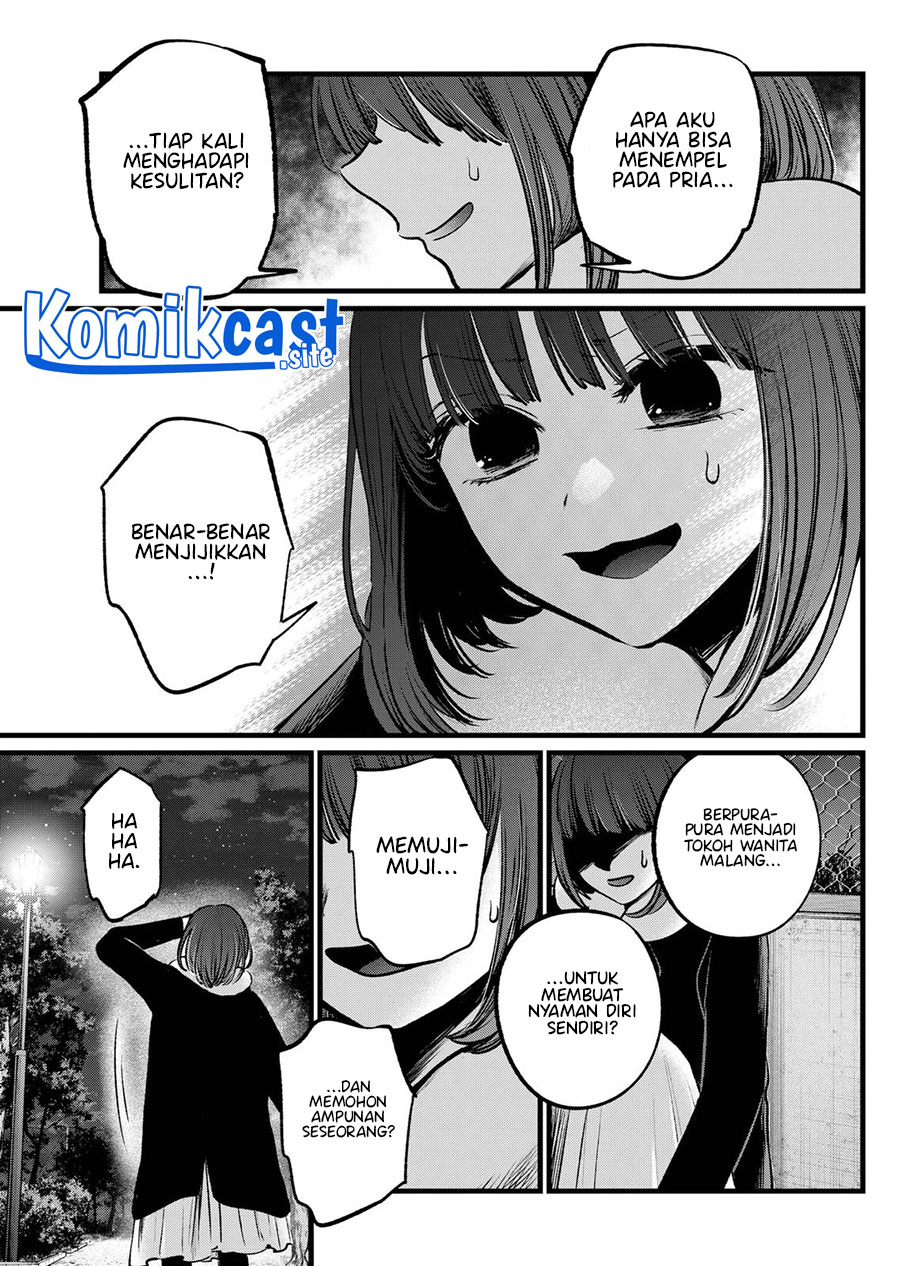 APA AKU
HANYA BISA
MENEMPEL
PADA PRIA...
...TIAP KALI
MENGHADAPI
KESULITAN?
Komikcast
.site
BENAR-BENAR
MENJIJIKKAN
...!
BERPURA-
PURA MENJADI
TOKOH WANITA
MALANG...
...UNTUK
MEMBUAT
NYAMAN DIRI
SENDIRI?
MEMUJI-
MUJI...
...DAN
MEMOHON
AMPUNAN
SESEORANG?
HA
HA
HA.